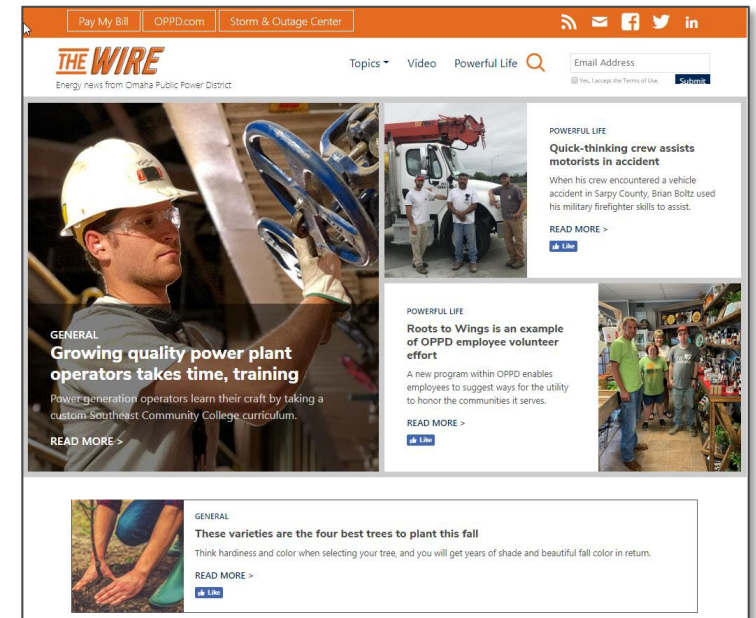 Pay My Bill
OPPD.com
Storm & Outage Center
THE WIRE
Energy news from Omaha Public Power District
Topics
Video
Powerful Life
Email Address
Yes, I accept the Terms of Use.
Submit
GENERAL
Growing quality power plant
operators takes time, training
Power generation operators learn their craft by taking a
custom Southeast Community College curriculum.
READ MORE >
POWERFUL LIFE
Quick-thinking crew assists
motorists in accident
When his crew encountered a vehicle
accident in Sarpy County, Brian Boltz used
his military firefighter skills to assist.
READ MORE >
Like
POWERFUL LIFE
Roots to Wings is an example
of OPPD employee volunteer
effort
A new program within OPPD enables
employees to suggest ways for the utility
to honor the communities it serves.
READ MORE >
Like
GENERAL
These varieties are the four best trees to plant this fall
Think hardiness and color when selecting your tree, and you will get years of shade and beautiful fall color in return.
READ MORE >
Like